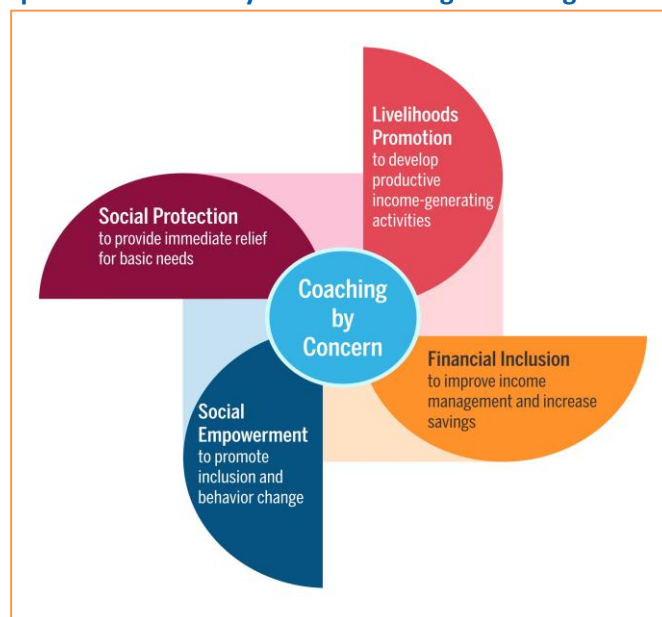 Livelihoods
Promotion
to develop
productive
income-generating
activities
Social Protection
to provide immediate relief
for basic needs
Coaching
by
Concern
Financial Inclusion
to improve income
management and increase
savings
Social
Empowerment
to promote
inclusion and
behavior change